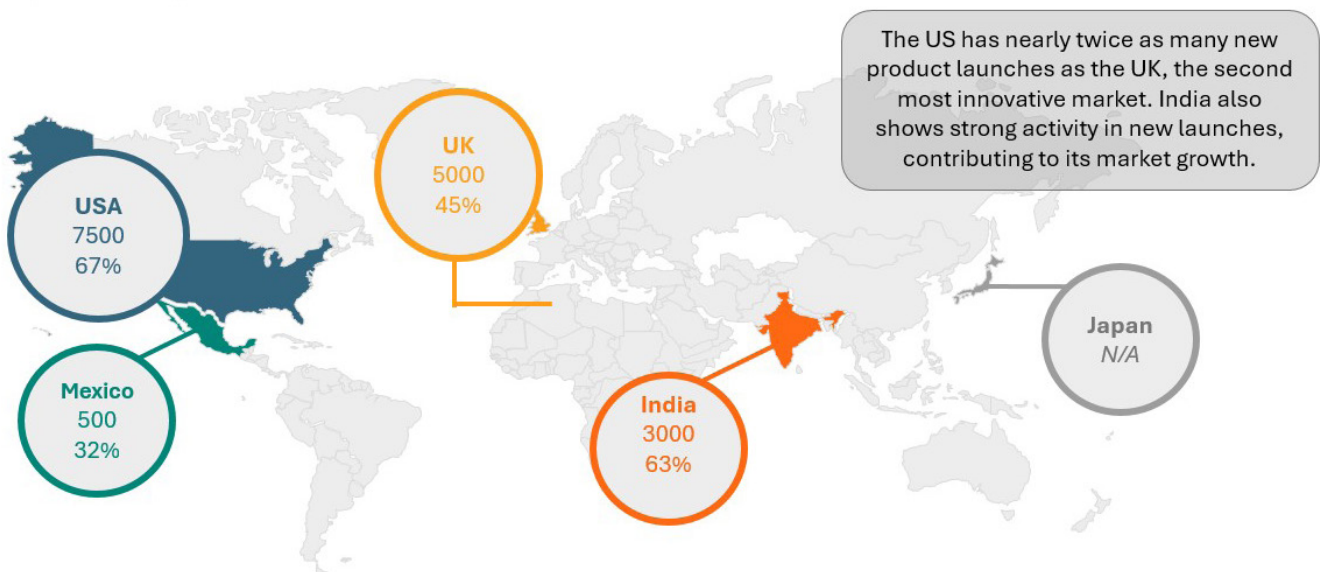 The US has nearly twice as many new
product launches as the UK, the second
most innovative market. India also
shows strong activity in new launches,
contributing to its market growth.
UK
5000
45%
USA
7500
67%
Japan
N/A
Mexico
500
32%
India
3000
63%